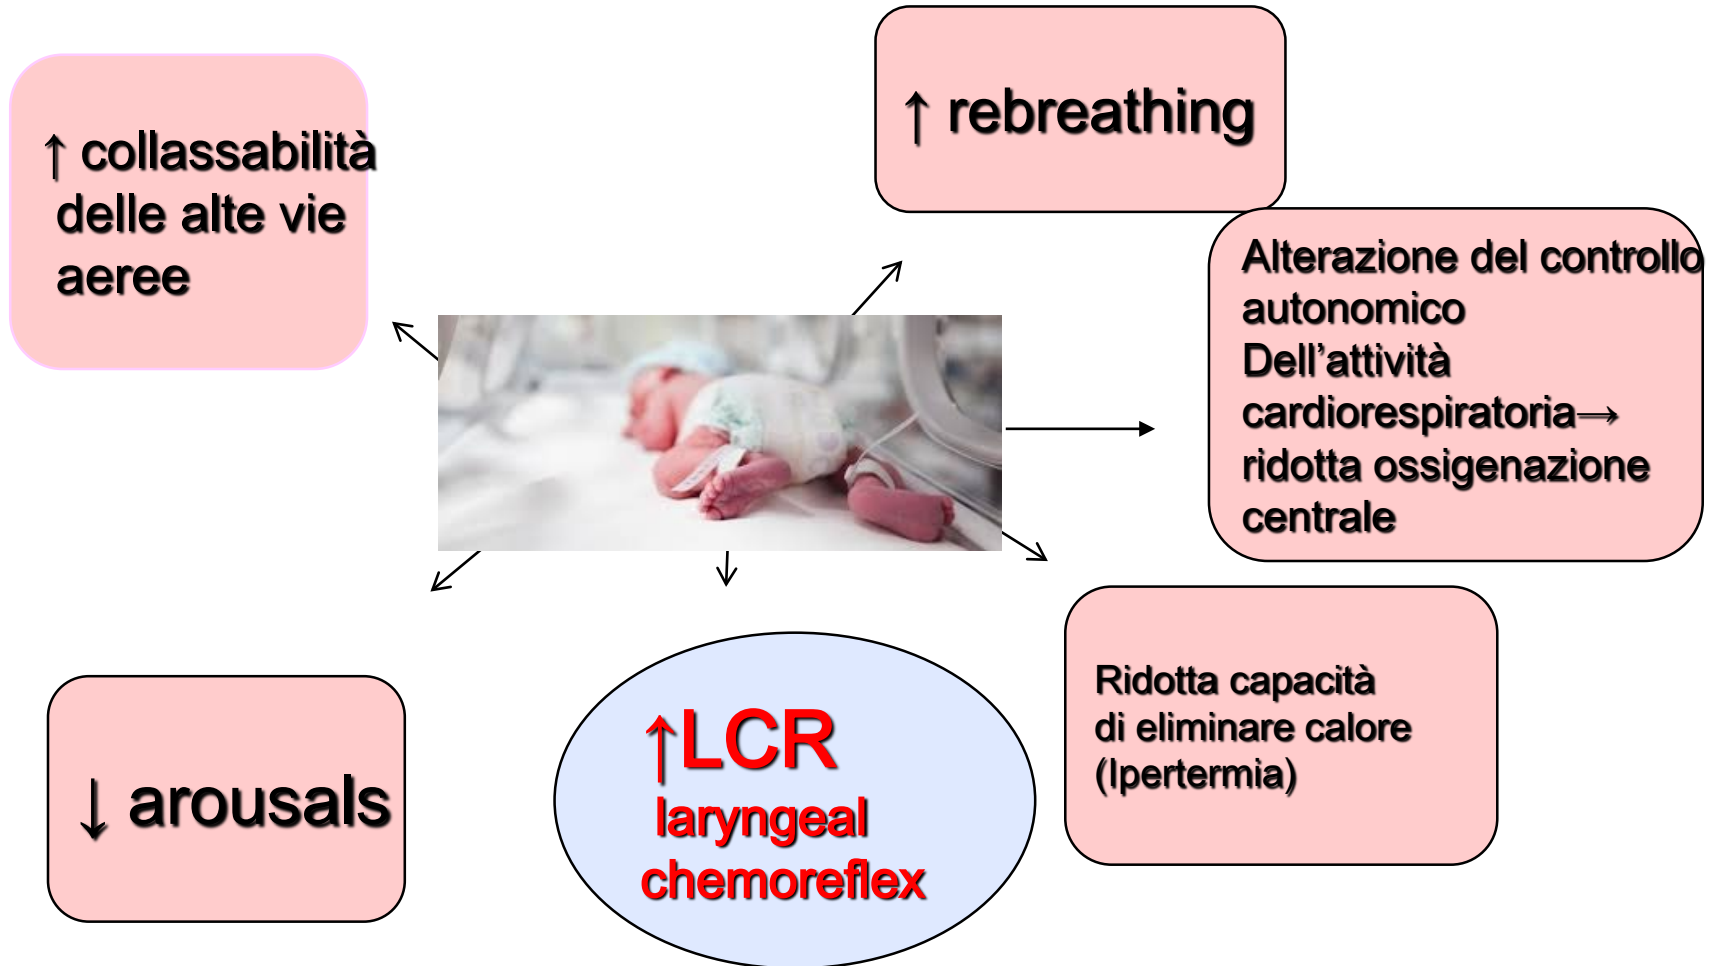 ↑ collassabilità
delle alte vie
aeree
↑ rebreathing
Alterazione del controllo
autonomico
Dell’attività
cardiorespiratoria→
ridotta ossigenazione
centrale
Ridotta capacità
di eliminare calore
(Ipertermia)
↑LCR
laryngeal
chemoreflex
↓ arousals